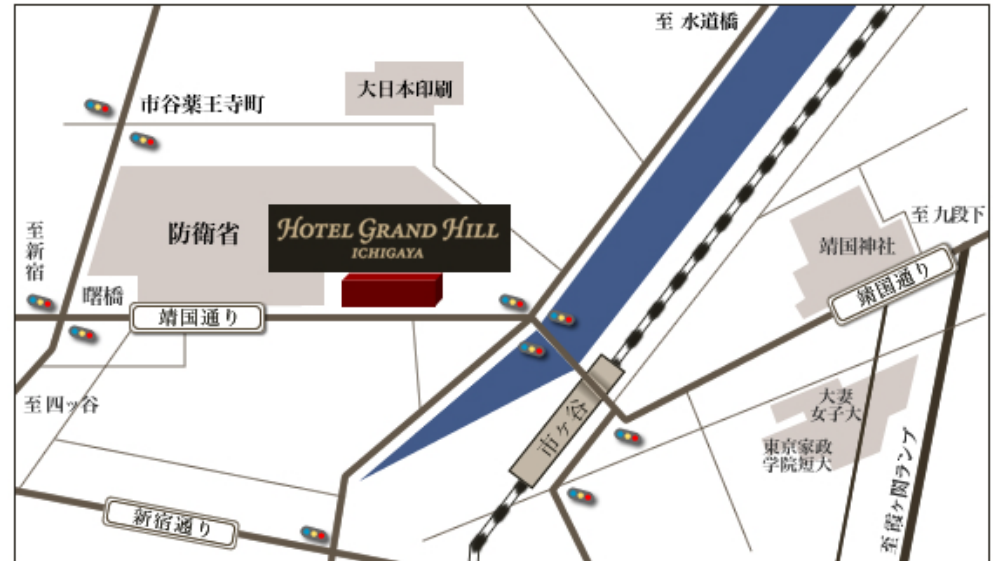 至 水道橋
大日本印刷
市谷薬王寺町
至新宿
防衛省
HOTEL GRAND HILL
ICHIGAYA
至 九段下
靖国神社
靖国通り
曙橋
靖国通り
至 四ッ谷
市ヶ谷
大妻
女子大
東京家政
学院短大
至 霞ヶ関ランプ
新宿通り